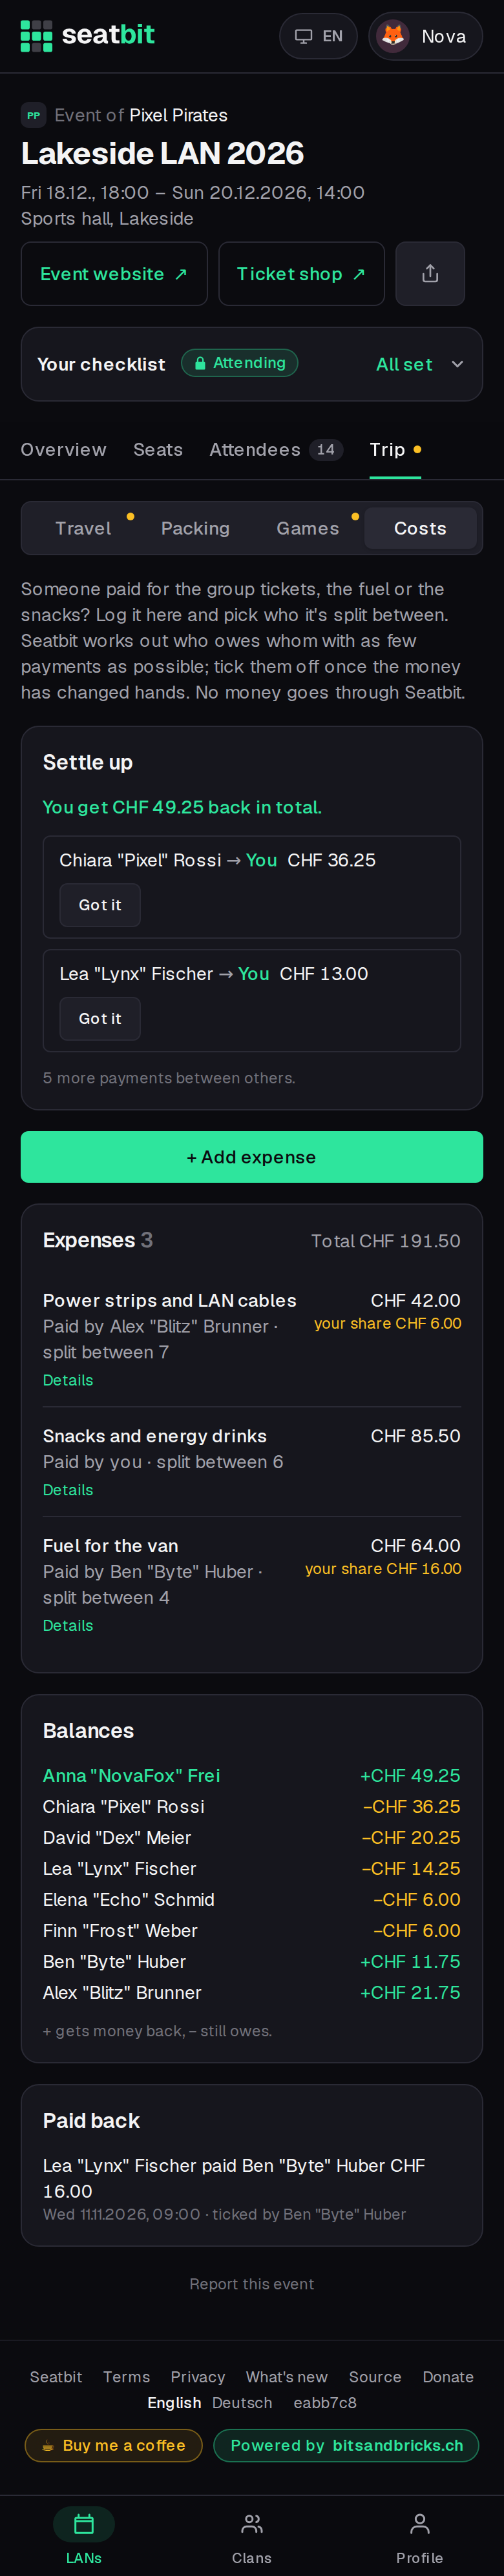 seatbit
EN
Nova
PP Event of Pixel Pirates
Lakeside LAN 2026
Fri 18.12., 18:00 – Sun 20.12.2026, 14:00
Sports hall, Lakeside
Event website ↗ Ticket shop ↗
Your checklist Attending All set
Overview Seats Attendees 14 Trip
Travel Packing Games Costs
Someone paid for the group tickets, the fuel or the
snacks? Log it here and pick who it's split between.
Seatbit works out who owes whom with as few
payments as possible; tick them off once the money
has changed hands. No money goes through Seatbit.
Settle up
You get CHF 49.25 back in total.
Chiara "Pixel" Rossi → You CHF 36.25
Got it
Lea "Lynx" Fischer → You CHF 13.00
Got it
5 more payments between others.
+ Add expense
Expenses 3 Total CHF 191.50
Power strips and LAN cables CHF 42.00
Paid by Alex "Blitz" Brunner · your share CHF 6.00
split between 7
Details
Snacks and energy drinks CHF 85.50
Paid by you · split between 6
Details
Fuel for the van CHF 64.00
Paid by Ben "Byte" Huber · your share CHF 16.00
split between 4
Details
Balances
Anna "NovaFox" Frei +CHF 49.25
Chiara "Pixel" Rossi –CHF 36.25
David "Dex" Meier –CHF 20.25
Lea "Lynx" Fischer –CHF 14.25
Elena "Echo" Schmid –CHF 6.00
Finn "Frost" Weber –CHF 6.00
Ben "Byte" Huber +CHF 11.75
Alex "Blitz" Brunner +CHF 21.75
+ gets money back, – still owes.
Paid back
Lea "Lynx" Fischer paid Ben "Byte" Huber CHF
16.00
Wed 11.11.2026, 09:00 · ticked by Ben "Byte" Huber
Report this event
Seatbit Terms Privacy What's new Source Donate
English Deutsch eabb7c8
Buy me a coffee Powered by bitsandbricks.ch
LANs Clans Profile